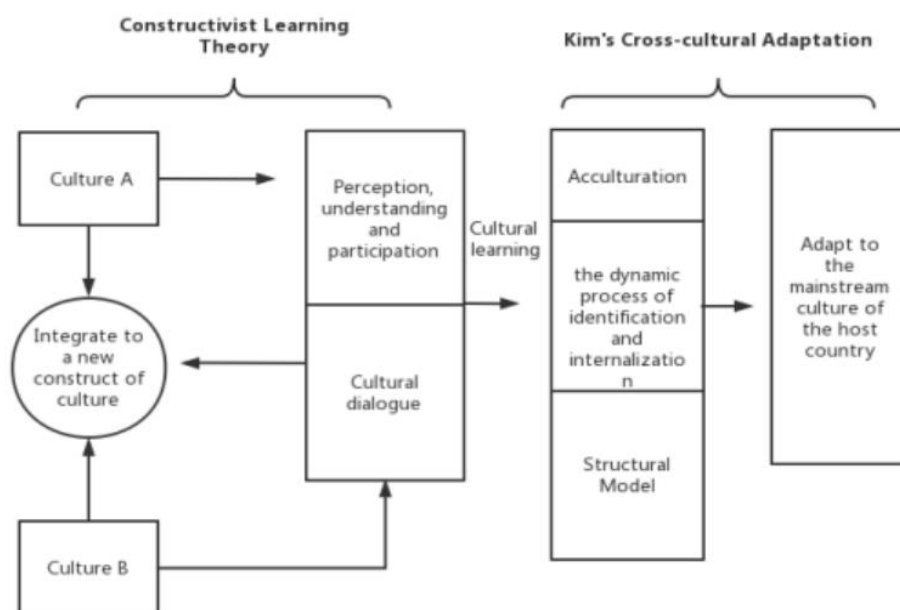 Constructivist Learning
Theory
Kim's Cross-cultural Adaptation
Culture A
Perception,
understanding
and
participation
Cultural
learning
Acculturation
the dynamic
process of
identification
and
internalizatio
n
Adapt to
the
mainstream
culture of
the host
country
Integrate to
a new
construct of
culture
Cultural
dialogue
Structural
Model
Culture B